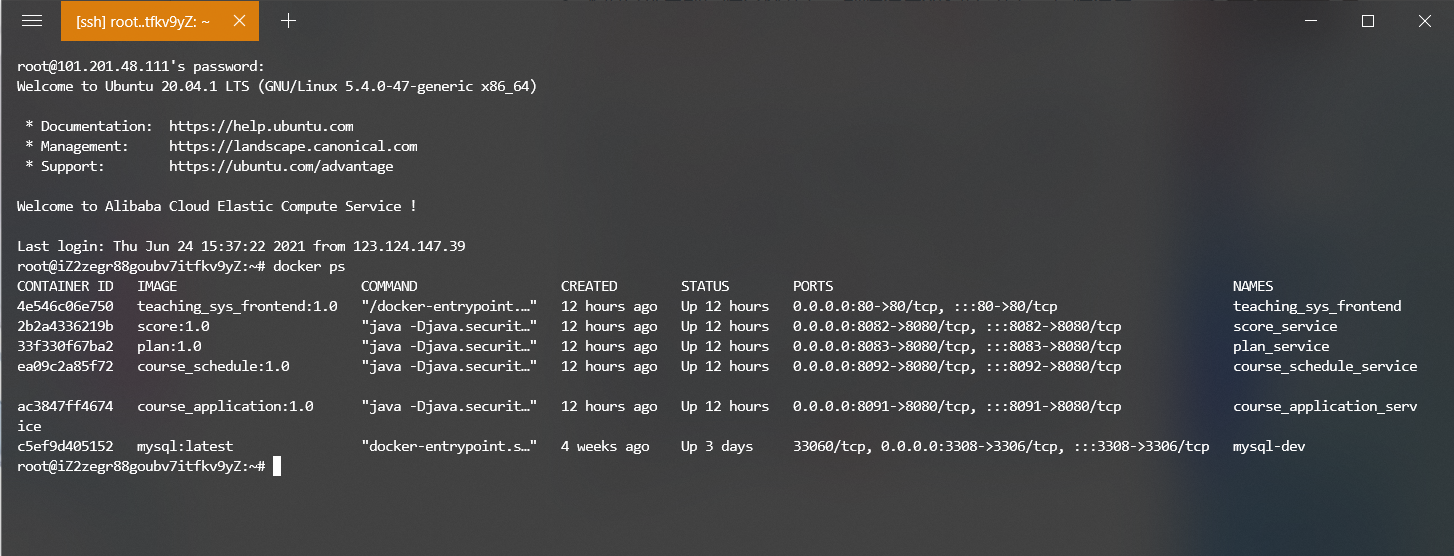 [ssh] root..tfkv9yZ: ~
root@101.201.48.111's password:
Welcome to Ubuntu 20.04.1 LTS (GNU/Linux 5.4.0-47-generic x86_64)
* Documentation:  https://help.ubuntu.com
* Management:     https://landscape.canonical.com
* Support:        https://ubuntu.com/advantage
Welcome to Alibaba Cloud Elastic Compute Service !
Last login: Thu Jun 24 15:37:22 2021 from 123.124.147.39
root@iZ2zegr88goubv7itfkv9yZ:~# docker ps
CONTAINER ID   IMAGE                       COMMAND                  CREATED        STATUS        PORTS                                                    NAMES
4e546c06e750   teaching_sys_frontend:1.0   "/docker-entrypoint.…"   12 hours ago   Up 12 hours   0.0.0.0:80->80/tcp, :::80->80/tcp                        teaching_sys_frontend
2b2a4336219b   score:1.0                   "java -Djava.securit…"   12 hours ago   Up 12 hours   0.0.0.0:8082->8080/tcp, :::8082->8080/tcp                score_service
33f330f67ba2   plan:1.0                    "java -Djava.securit…"   12 hours ago   Up 12 hours   0.0.0.0:8083->8080/tcp, :::8083->8080/tcp                plan_service
ea09c2a85f72   course_schedule:1.0         "java -Djava.securit…"   12 hours ago   Up 12 hours   0.0.0.0:8092->8080/tcp, :::8092->8080/tcp                course_schedule_service
ac3847ff4674   course_application:1.0      "java -Djava.securit…"   12 hours ago   Up 12 hours   0.0.0.0:8091->8080/tcp, :::8091->8080/tcp                course_application_serv
ice
c5ef9d405152   mysql:latest                "docker-entrypoint.s…"   4 weeks ago    Up 3 days     33060/tcp, 0.0.0.0:3308->3306/tcp, :::3308->3306/tcp   mysql-dev
root@iZ2zegr88goubv7itfkv9yZ:~#